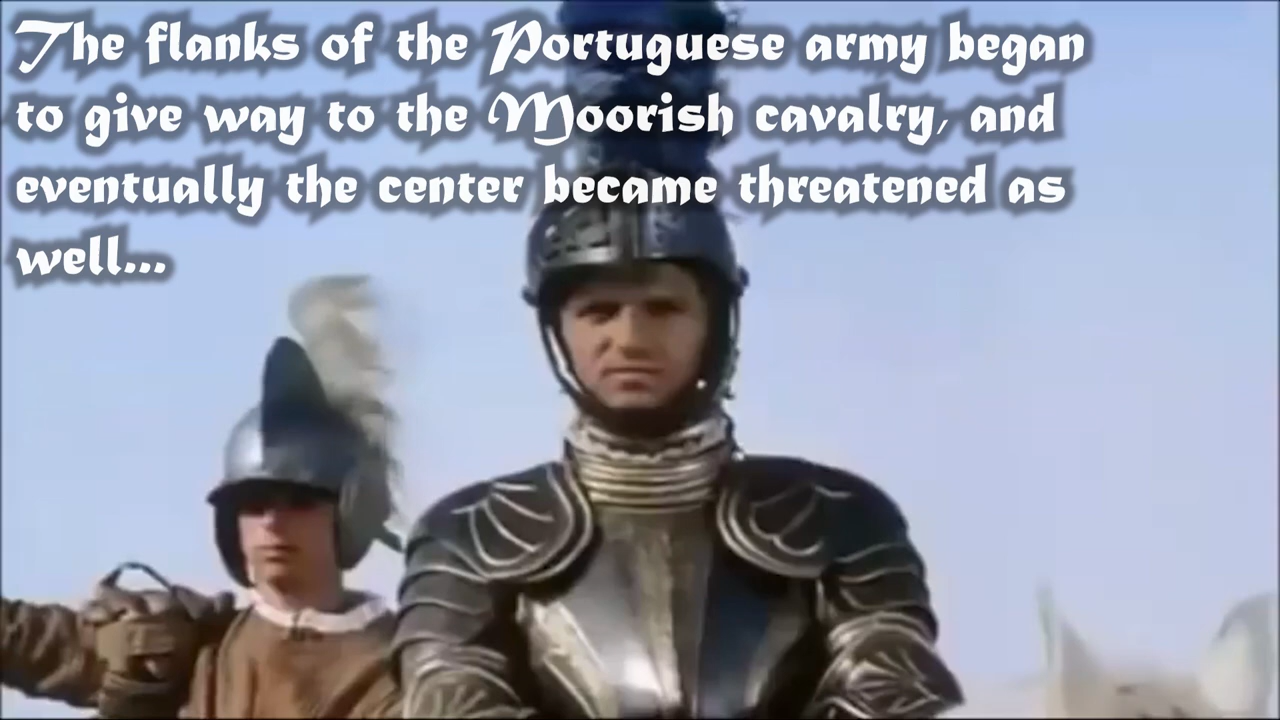 The flanks of the Portuguese army began
to give way to the Moorish cavalry, and
eventually the center became threatened as
well...